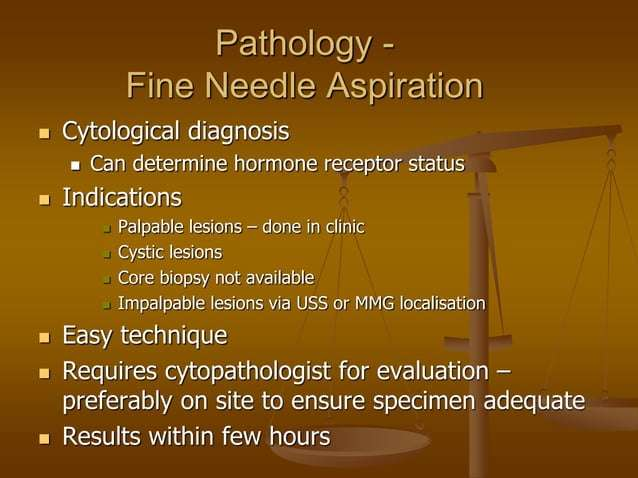 Pathology -
Fine Needle Aspiration
Cytological diagnosis
Can determine hormone receptor status
Indications
Palpable lesions – done in clinic
Cystic lesions
Core biopsy not available
Impalpable lesions via USS or MMG localisation
Easy technique
Requires cytopathologist for evaluation –
preferably on site to ensure specimen adequate
Results within few hours